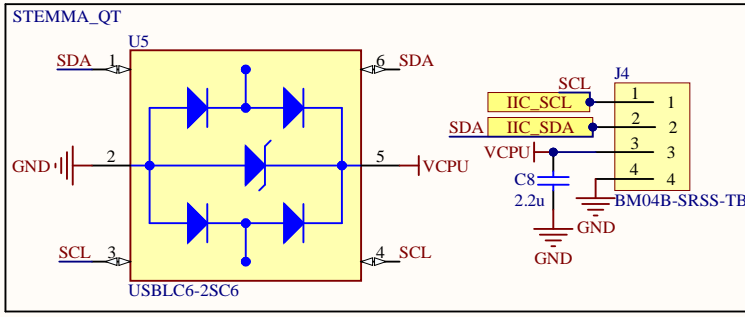 STEMMA_QT
U5
SDA 1
6 SDA
GND 2
5 VCPU
SCL 3
4 SCL
USBLC6-2SC6
J4
SCL
IIC_SCL 1 1
SDA IIC_SDA 2 2
VCPU 3 3
4 4
C8
2.2u
BM04B-SRSS-TB
GND
GND